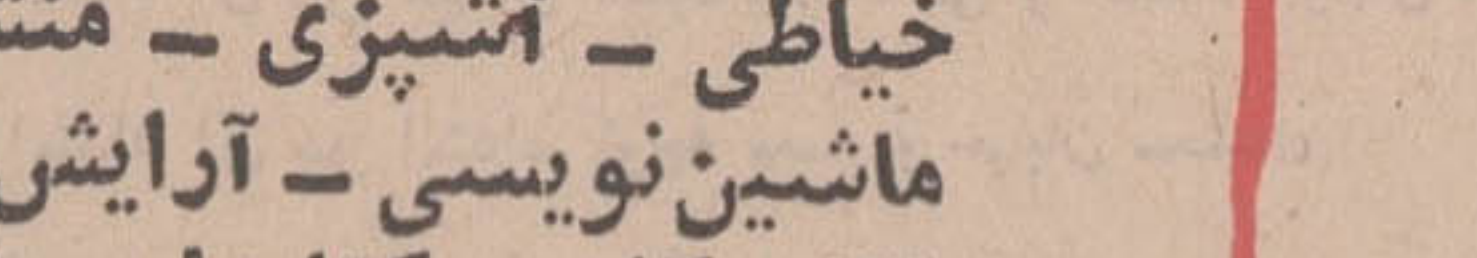 خیاطی – آشپزی –
ماشین نویسی – آرایش